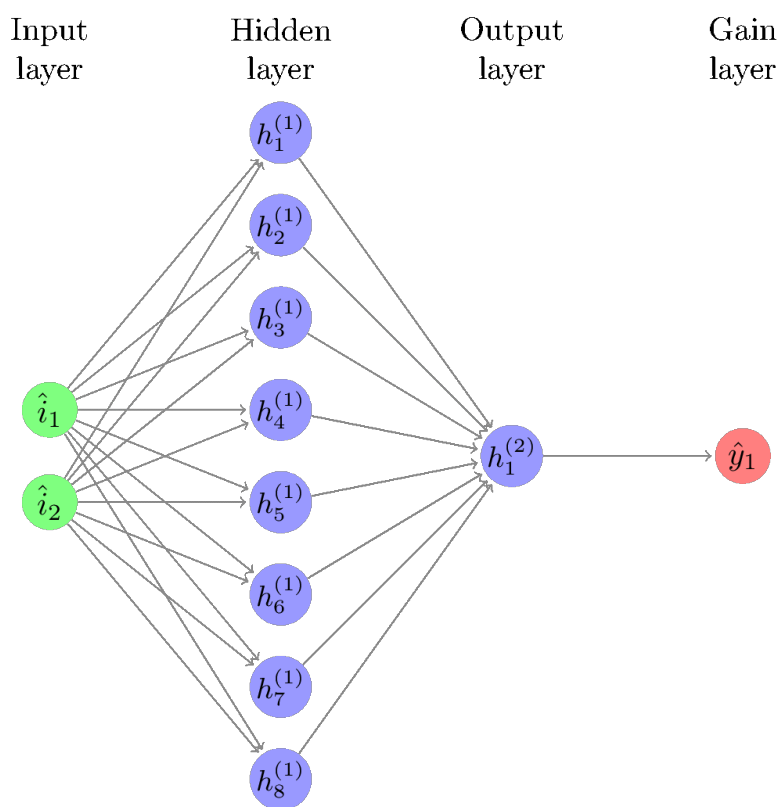 Input layer
Hidden layer
Output layer
Gain layer
h_1^{(1)}
h_2^{(1)}
h_3^{(1)}
h_4^{(1)}
h_5^{(1)}
h_6^{(1)}
h_7^{(1)}
h_8^{(1)}
î_1
î_2
h_1^{(2)}
ŷ_1